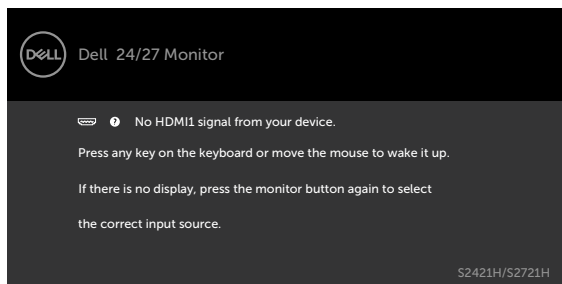 DELL
Dell 24/27 Monitor
? No HDMI1 signal from your device.
Press any key on the keyboard or move the mouse to wake it up.
If there is no display, press the monitor button again to select
the correct input source.
S2421H/S2721H